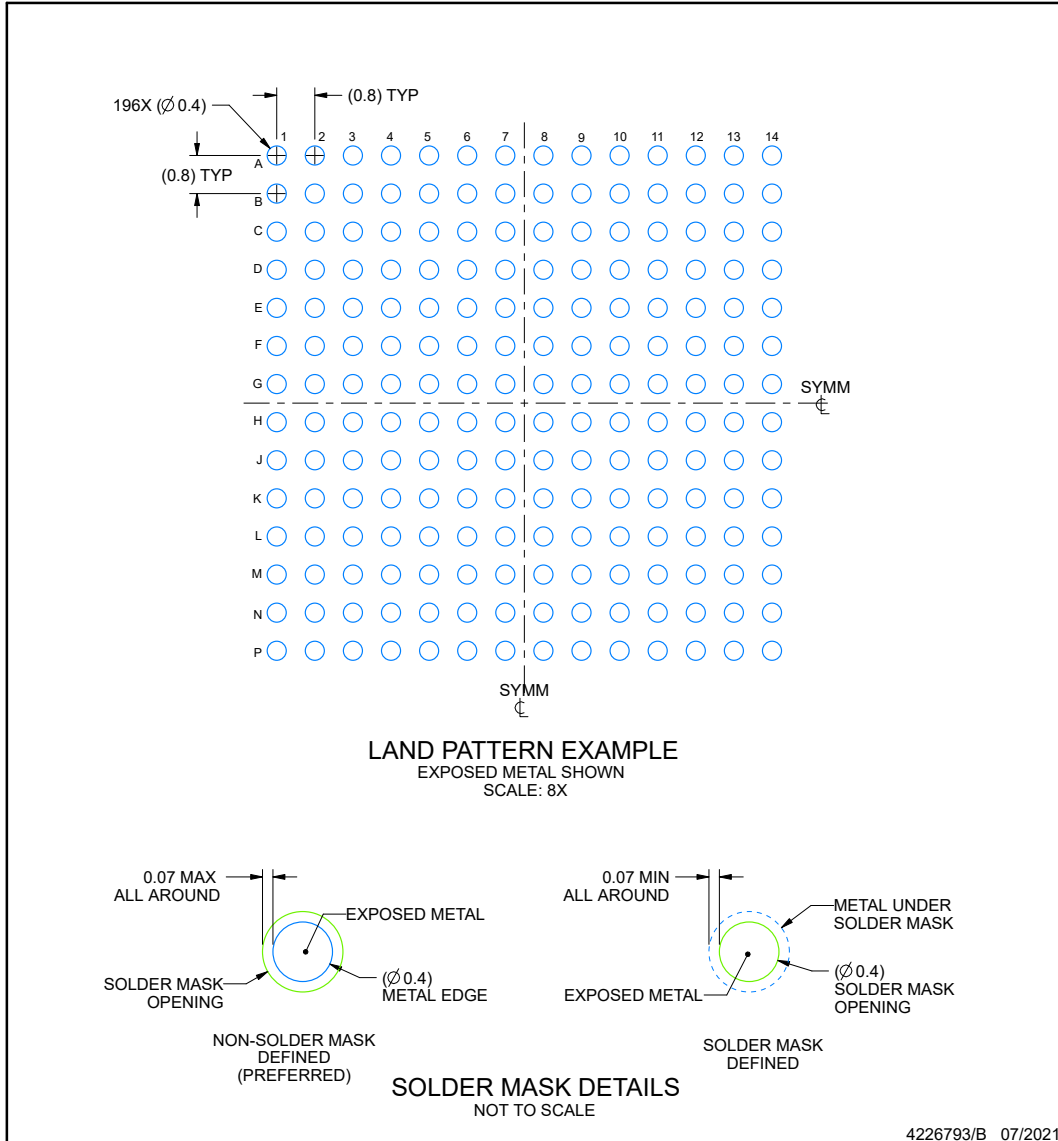 (0.8) TYP
196X (∅ 0.4)
1 2 3 4 5 6 7 8 9 10 11 12 13 14
A
(0.8) TYP
B
C
D
E
F
G
SYMM
℄
H
J
K
L
M
N
P
SYMM
℄
LAND PATTERN EXAMPLE
EXPOSED METAL SHOWN
SCALE: 8X
0.07 MAX
ALL AROUND
EXPOSED METAL
(∅ 0.4)
METAL EDGE
SOLDER MASK
OPENING
NON-SOLDER MASK
DEFINED
(PREFERRED)
0.07 MIN
ALL AROUND
METAL UNDER
SOLDER MASK
(∅ 0.4)
SOLDER MASK
OPENING
EXPOSED METAL
SOLDER MASK
DEFINED
SOLDER MASK DETAILS
NOT TO SCALE
4226793/B 07/2021